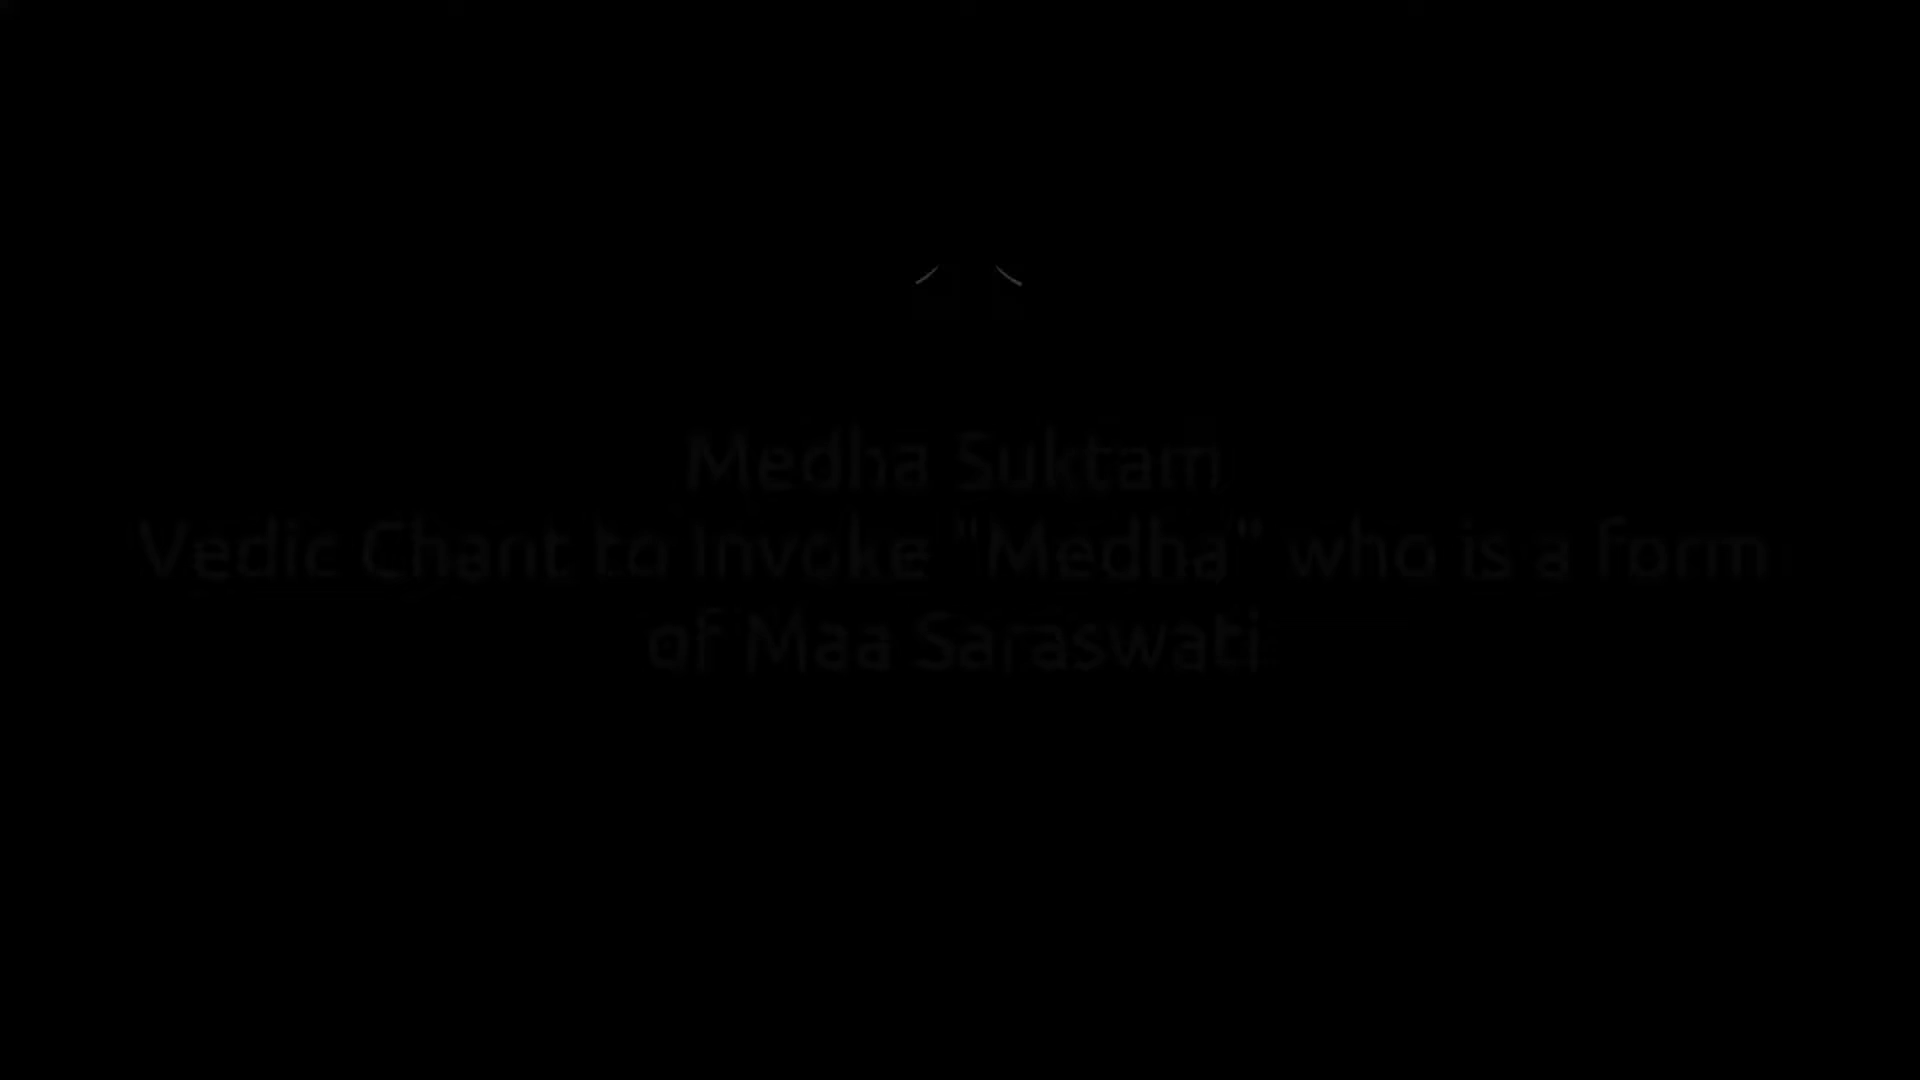 Medha Suktam
Vedic Chant to Invoke "Medha" who is a form
of Maa Saraswati